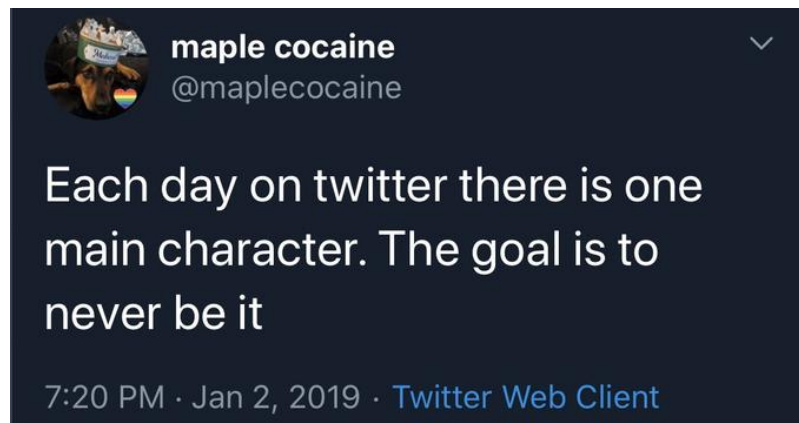 maple cocaine
@maplecocaine
Each day on twitter there is one
main character. The goal is to
never be it
7:20 PM · Jan 2, 2019 · Twitter Web Client